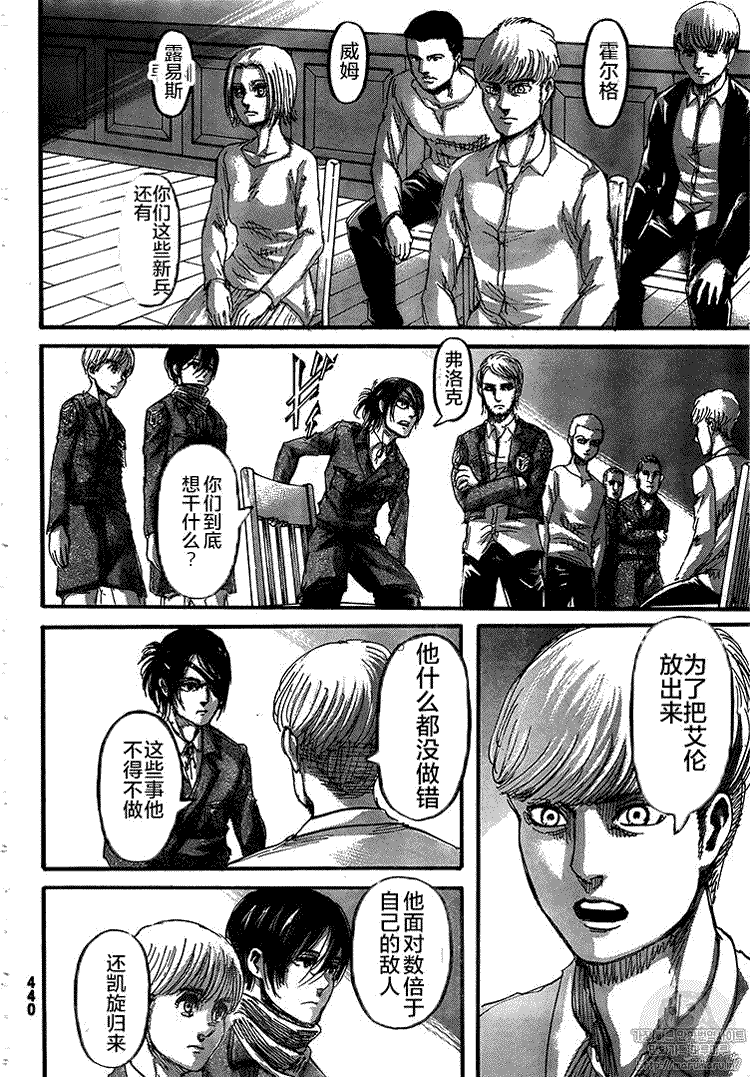 霍尔格
威姆
露易斯
还有
你们这些新兵
弗洛克
你们到底
想干什么？
为了把艾伦
放出来
他什么都没做错
这些事他
不得不做
他面对数倍于
自己的敌人
还凯旋归来
440